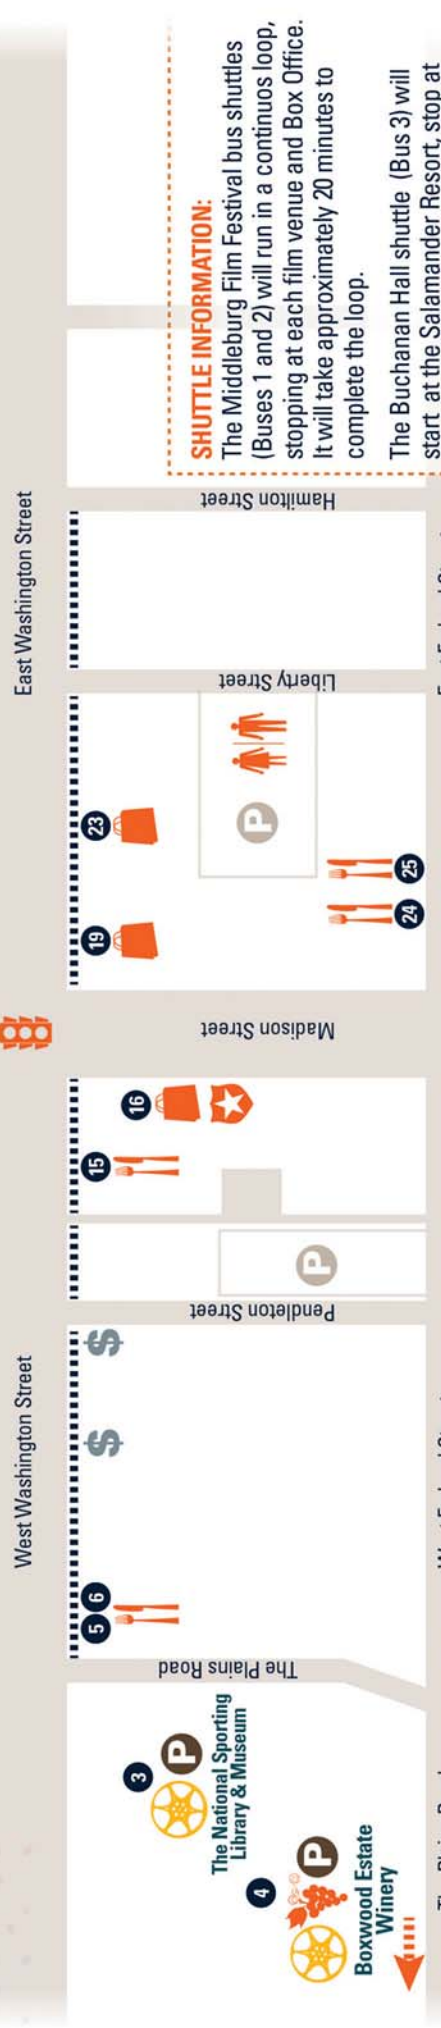 West Washington Street
East Washington Street
3
P
The National Sporting
Library & Museum
4
P
Boxwood Estate
Winery
The Plains Road
5 6
$
$
Pendleton Street
P
15
16
Madison Street
19
23
P
24
25
Liberty Street
Hamilton Street
SHUTTLE INFORMATION:
The Middleburg Film Festival bus shuttles
(Buses 1 and 2) will run in a continuos loop,
stopping at each film venue and Box Office.
It will take approximately 20 minutes to
complete the loop.
The Buchanan Hall shuttle (Bus 3) will
start at the Salamander Resort, stop at